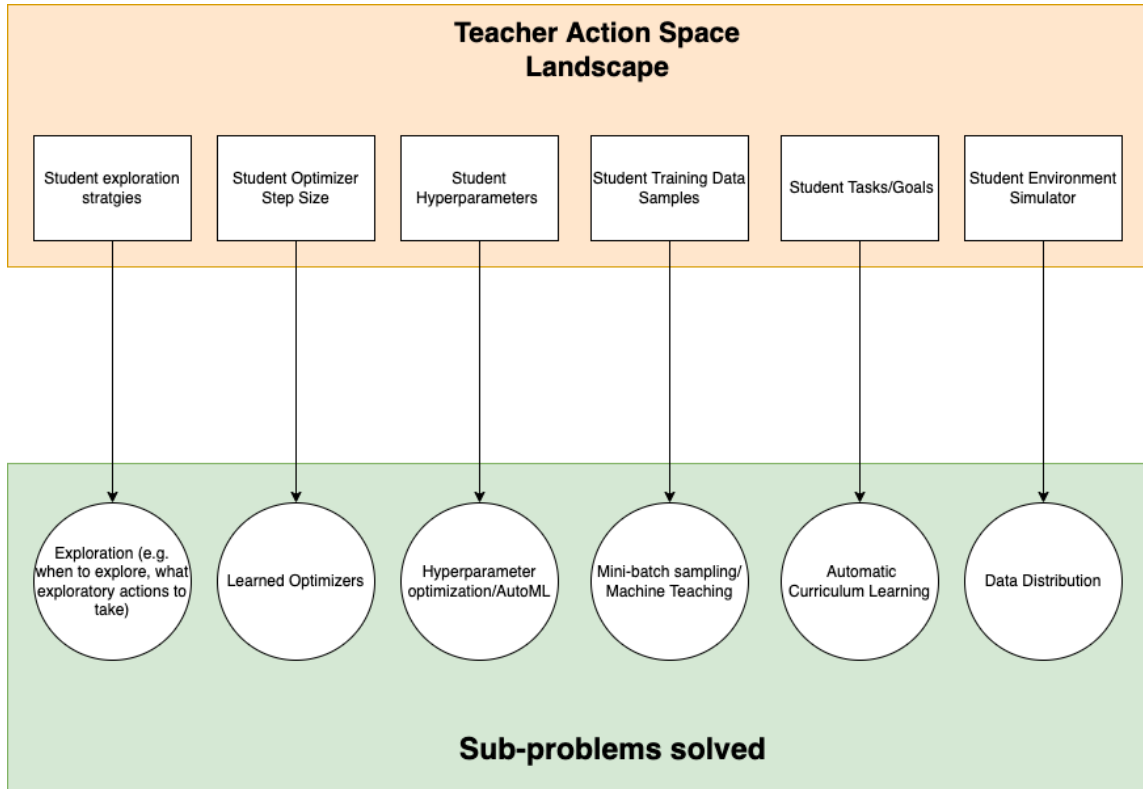 Teacher Action Space
Landscape
Student exploration
stratgies
Student Optimizer
Step Size
Student
Hyperparameters
Student Training Data
Samples
Student Tasks/Goals
Student Environment
Simulator
Exploration (e.g.
when to explore, what
exploratory actions to
take)
Learned Optimizers
Hyperparameter
optimization/AutoML
Mini-batch sampling/
Machine Teaching
Automatic
Curriculum Learning
Data Distribution
Sub-problems solved